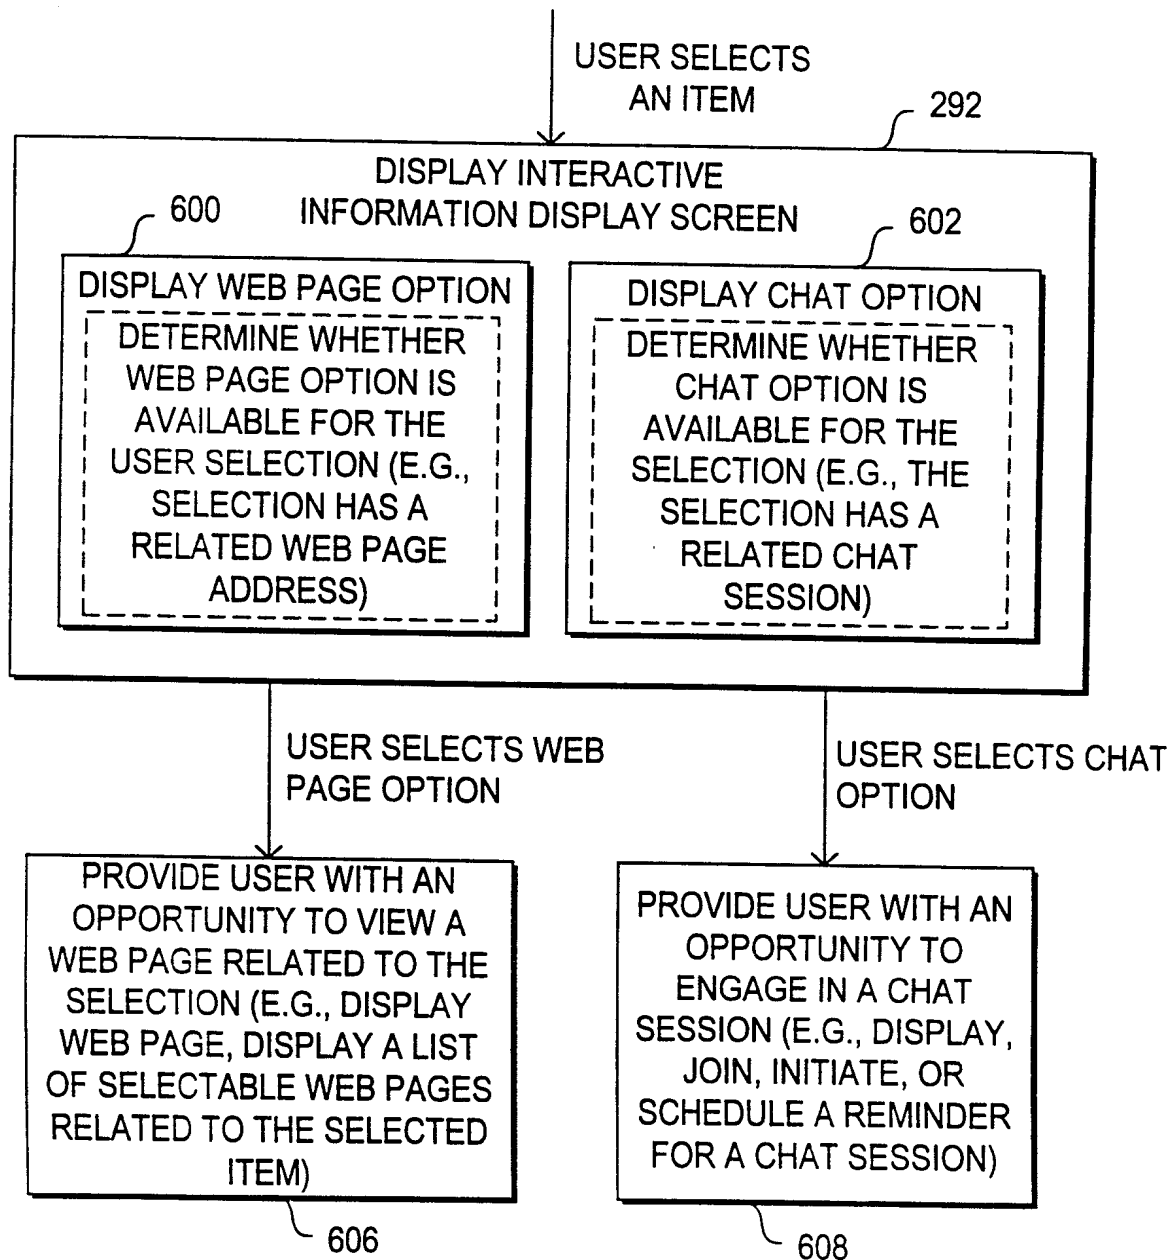 USER SELECTS
AN ITEM
292
DISPLAY INTERACTIVE
INFORMATION DISPLAY SCREEN
600
602
DISPLAY WEB PAGE OPTION
DETERMINE WHETHER
WEB PAGE OPTION IS
AVAILABLE FOR THE
USER SELECTION (E.G.,
SELECTION HAS A
RELATED WEB PAGE
ADDRESS)
DISPLAY CHAT OPTION
DETERMINE WHETHER
CHAT OPTION IS
AVAILABLE FOR THE
SELECTION (E.G., THE
SELECTION HAS A
RELATED CHAT
SESSION)
USER SELECTS WEB
PAGE OPTION
USER SELECTS CHAT
OPTION
PROVIDE USER WITH AN
OPPORTUNITY TO VIEW A
WEB PAGE RELATED TO THE
SELECTION (E.G., DISPLAY
WEB PAGE, DISPLAY A LIST
OF SELECTABLE WEB PAGES
RELATED TO THE SELECTED
ITEM)
606
PROVIDE USER WITH AN
OPPORTUNITY TO
ENGAGE IN A CHAT
SESSION (E.G., DISPLAY,
JOIN, INITIATE, OR
SCHEDULE A REMINDER
FOR A CHAT SESSION)
608